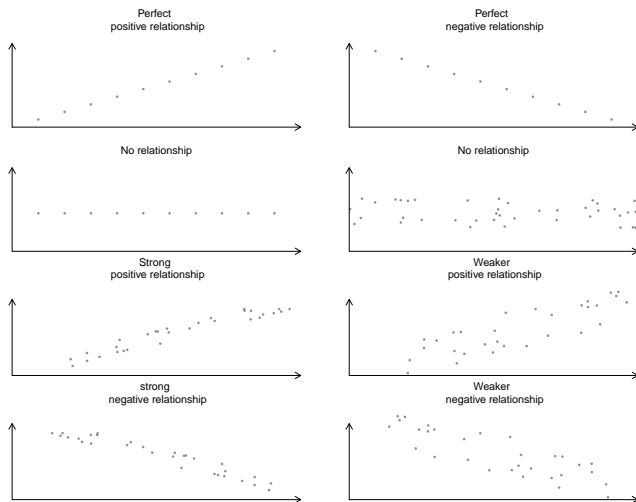 Perfect
positive relationship
Perfect
negative relationship
No relationship
No relationship
Strong
positive relationship
Weaker
positive relationship
strong
negative relationship
Weaker
negative relationship